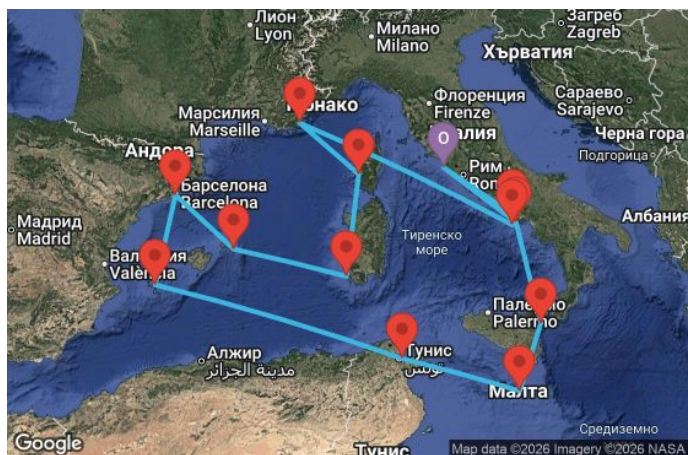 Лион
Lyon
Милано
Milano
Загреб
Zagreb
Хърватия
Сараево
Sarajevo
Монако
Марсилия
Marseille
Флоренция
Firenze
Италия
Черна гора
Подгорица
Андора
Рим
Барселона
Barcelona
Мадрид
Madrid
València
Тиренско
море
Албания
Палермо
Palermo
Алжир
مدينة الجزائر
Тунис
تونس
Малта
Средиземно
Google
Тунис
Map data ©2026 Imagery ©2026 NASA